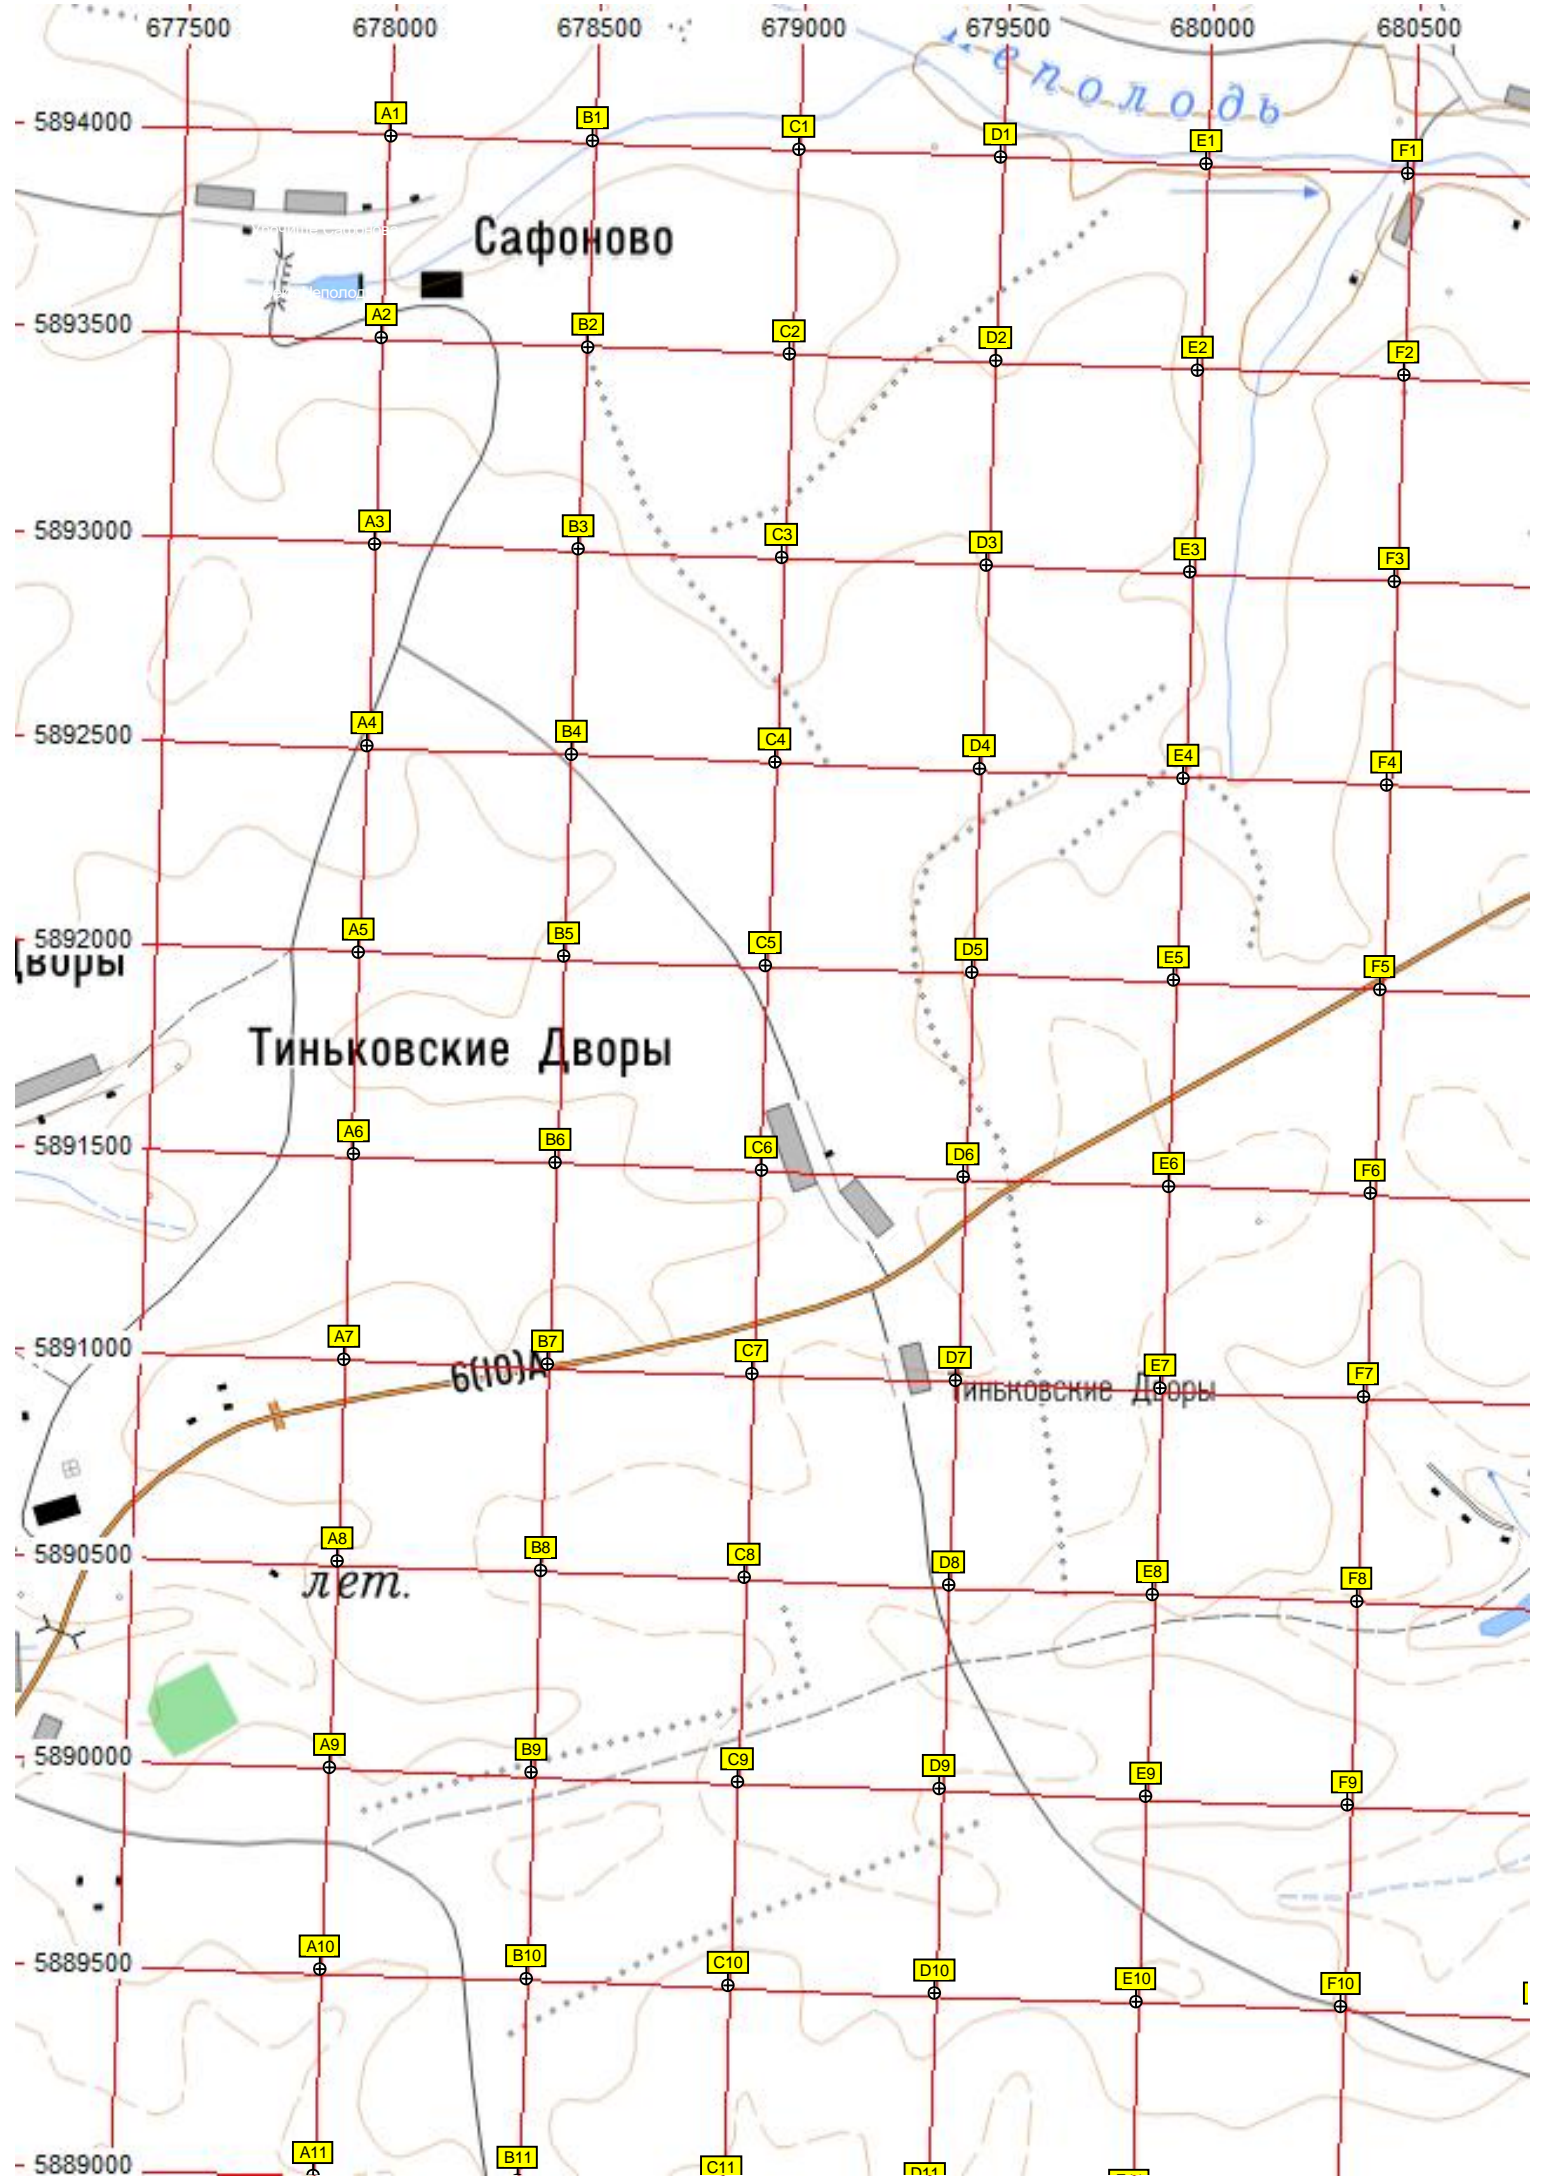 677500 678000 678500 679000 679500 680000 680500
Неполодь
5894000 A1 B1 C1 D1 E1 F1
Урочище Сафоново
Сафоново
Неполодь
5893500 A2 B2 C2 D2 E2 F2
5893000 A3 B3 C3 D3 E3 F3
5892500 A4 B4 C4 D4 E4 F4
5892000 A5 B5 C5 D5 E5 F5
Дворы
Тиньковские Дворы
5891500 A6 B6 C6 D6 E6 F6
5891000 A7 B7 C7 D7 E7 F7
6(10)А
Тиньковские Дворы
5890500 A8 B8 C8 D8 E8 F8
лет.
5890000 A9 B9 C9 D9 E9 F9
5889500 A10 B10 C10 D10 E10 F10
5889000 A11 B11 C11 D11